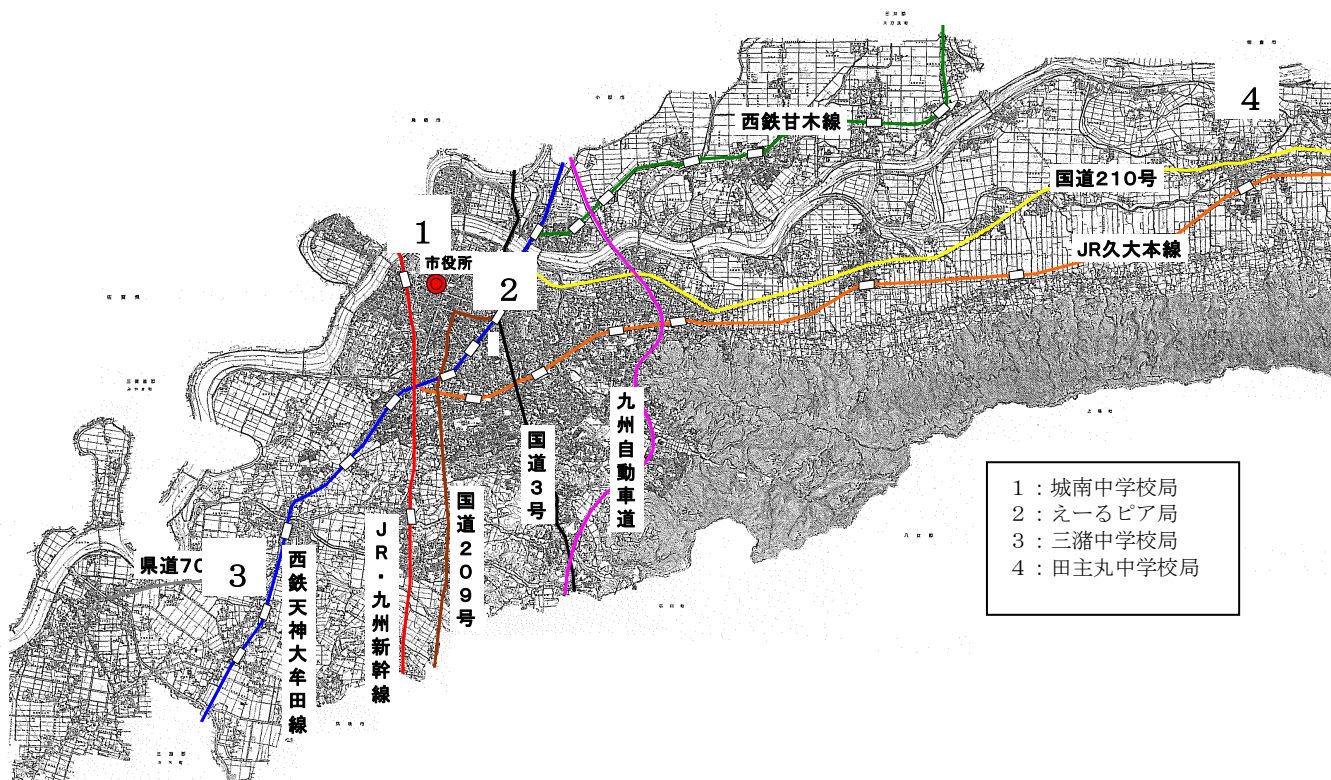 4
西鉄甘木線
国道210号
1
JR久大本線
市役所
2
九州自動車道
国道3号
1：城南中学校局
2：えーるピア局
3：三潴中学校局
4：田主丸中学校局
国道209号
JR・九州新幹線
西鉄天神大牟田線
県道70
3